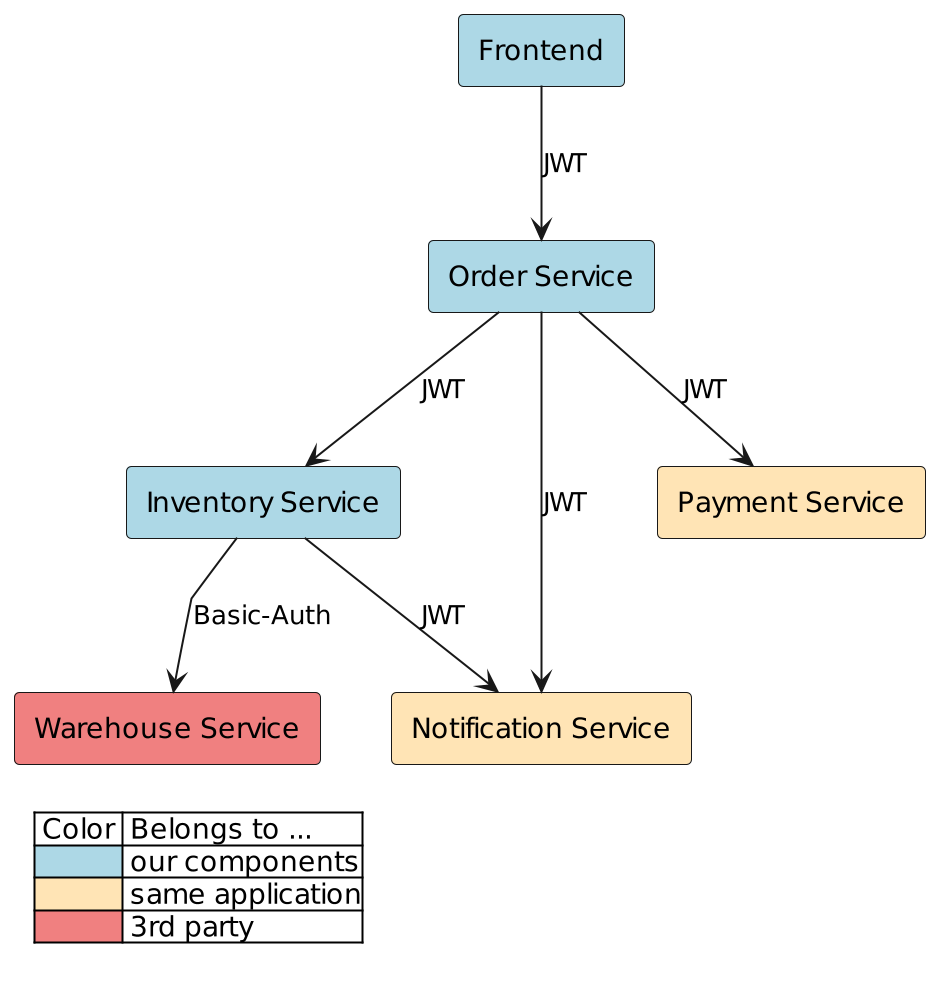 Frontend
JWT
Order Service
JWT
JWT
Inventory Service
JWT
Payment Service
Basic-Auth
JWT
Warehouse Service
Notification Service
Color Belongs to ...
our components
same application
3rd party